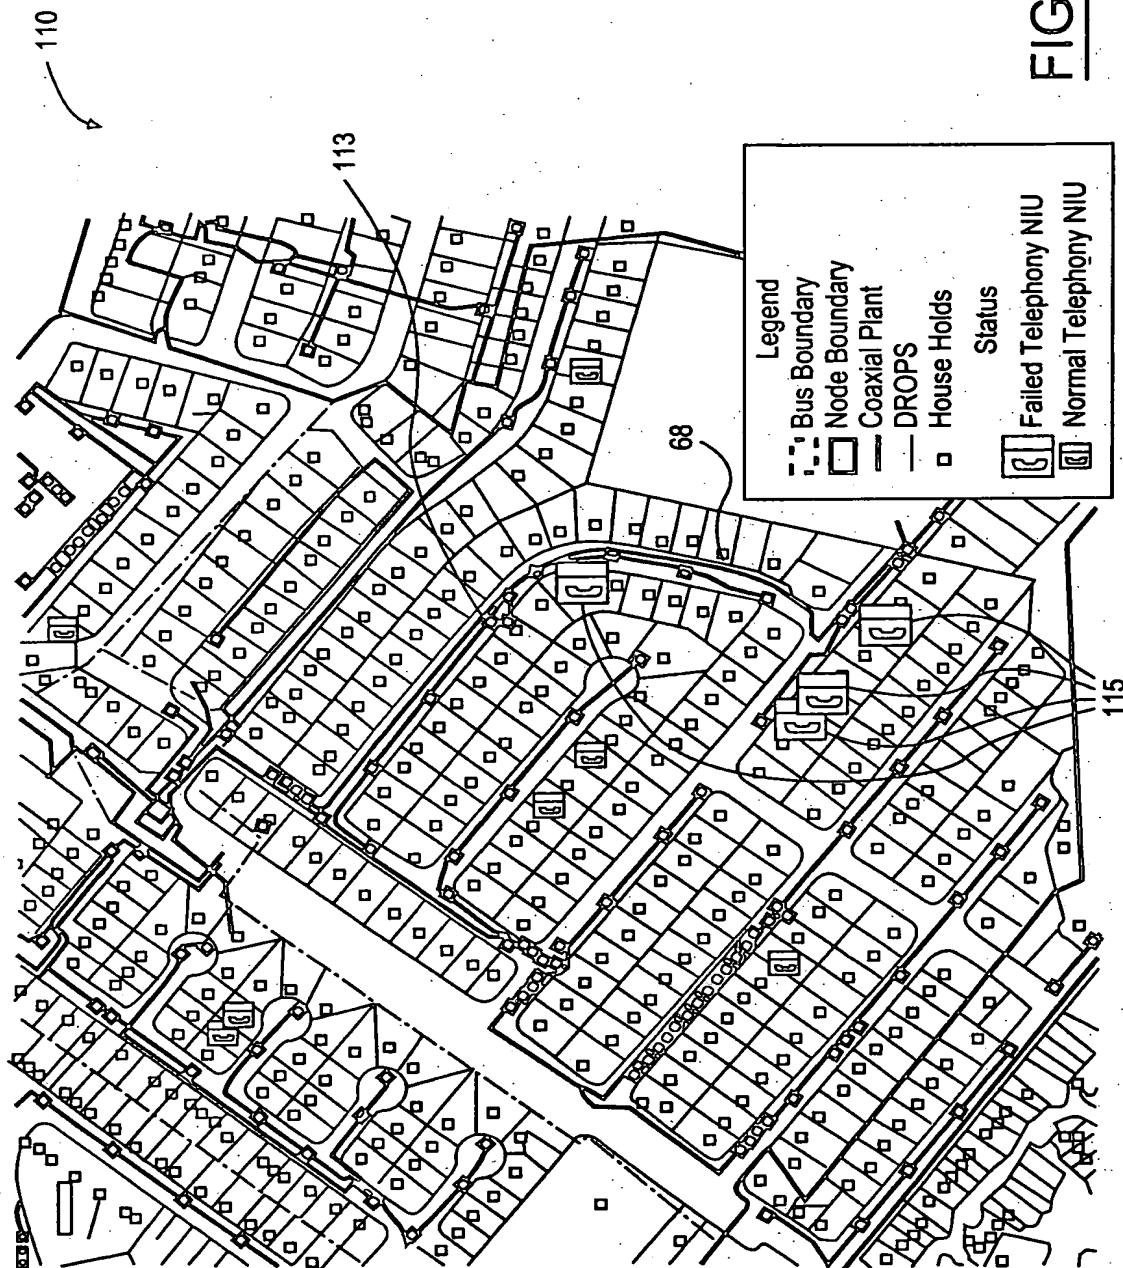 110
113
68
115
Legend
Bus Boundary
Node Boundary
Coaxial Plant
DROPS
House Holds
Status
Failed Telephony NIU
Normal Telephony NIU
FIG